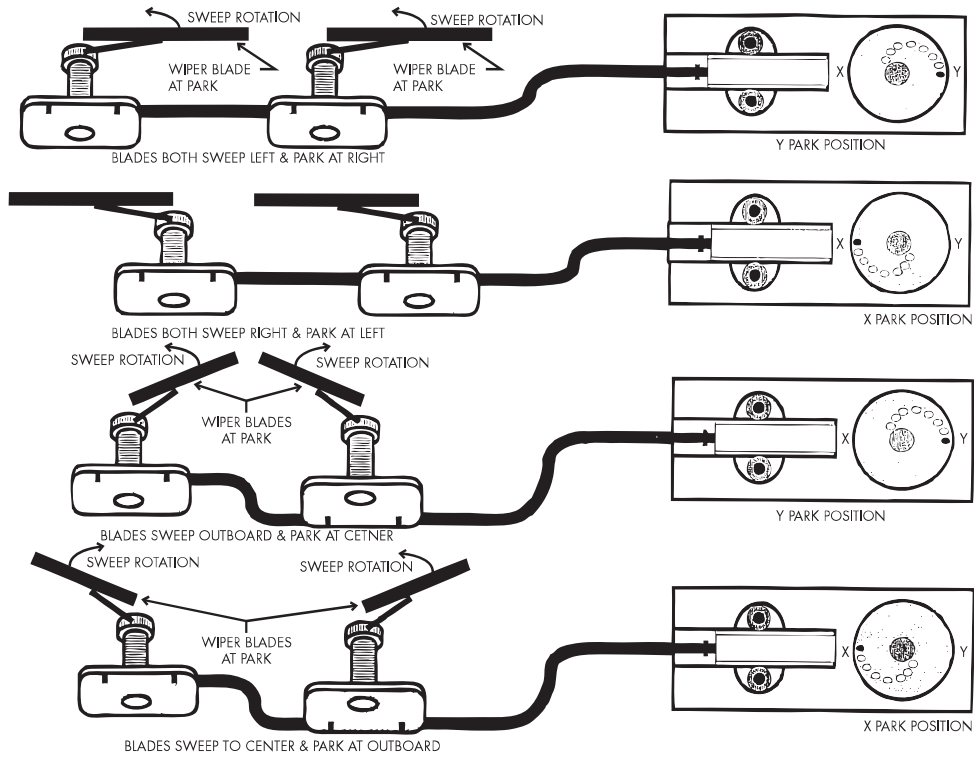 SWEEP ROTATION
SWEEP ROTATION
WIPER BLADE
AT PARK
WIPER BLADE
AT PARK
X
Y
BLADES BOTH SWEEP LEFT & PARK AT RIGHT
Y PARK POSITION
X
Y
BLADES BOTH SWEEP RIGHT & PARK AT LEFT
X PARK POSITION
SWEEP ROTATION
SWEEP ROTATION
WIPER BLADES
AT PARK
X
Y
BLADES SWEEP OUTBOARD & PARK AT CETNER
Y PARK POSITION
SWEEP ROTATION
SWEEP ROTATION
WIPER BLADES
AT PARK
X
Y
BLADES SWEEP TO CENTER & PARK AT OUTBOARD
X PARK POSITION